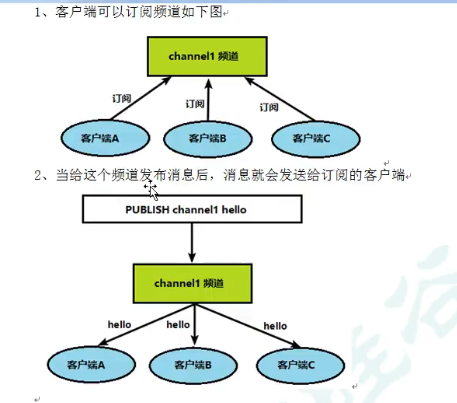 1、客户端可以订阅频道如下图
channel1 频道
订阅
订阅
订阅
客户端A
客户端B
客户端C
2、当给这个频道发布消息后，消息就会发送给订阅的客户端
PUBLISH channel1 hello
channel1 频道
hello
hello
hello
客户端A
客户端B
客户端C